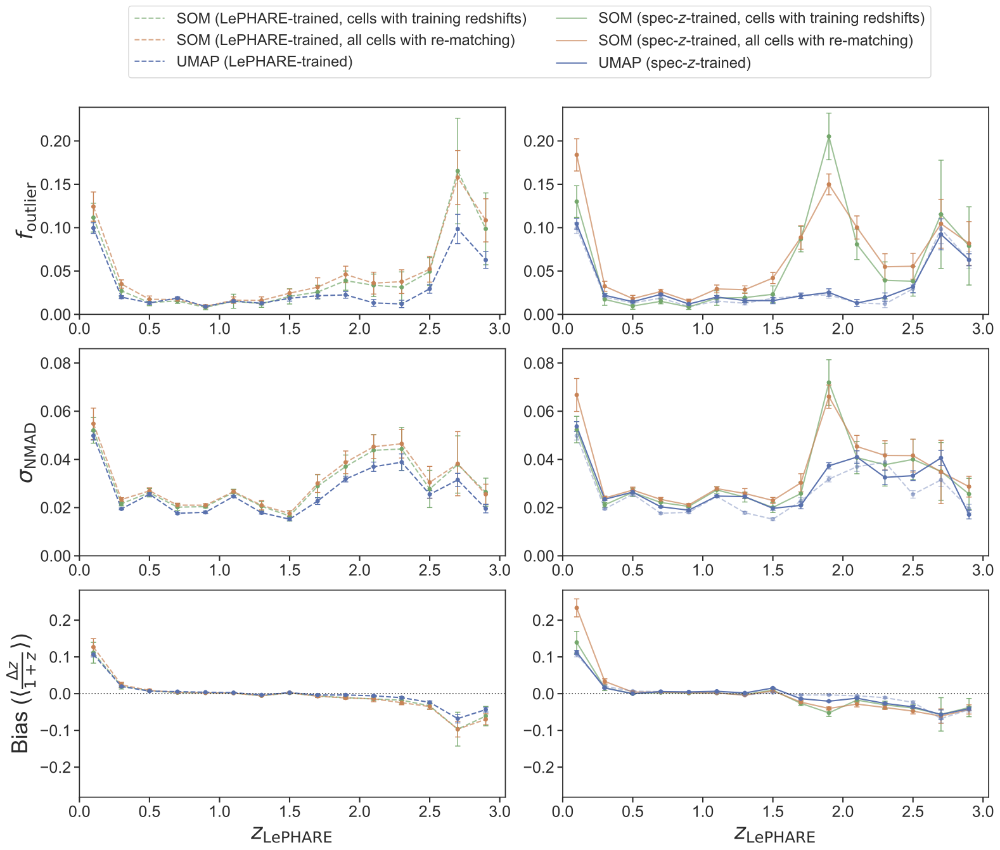 SOM (LePHARE-trained, cells with training redshifts)
SOM (LePHARE-trained, all cells with re-matching)
UMAP (LePHARE-trained)
SOM (spec-z-trained, cells with training redshifts)
SOM (spec-z-trained, all cells with re-matching)
UMAP (spec-z-trained)
f_outlier
0.20
0.15
0.10
0.05
0.00
0.0 0.5 1.0 1.5 2.0 2.5 3.0
0.20
0.15
0.10
0.05
0.00
0.0 0.5 1.0 1.5 2.0 2.5 3.0
σ_NMAD
0.08
0.06
0.04
0.02
0.00
0.0 0.5 1.0 1.5 2.0 2.5 3.0
0.08
0.06
0.04
0.02
0.00
0.0 0.5 1.0 1.5 2.0 2.5 3.0
Bias (⟨Δz/(1 + z)⟩)
0.2
0.1
0.0
−0.1
−0.2
0.0 0.5 1.0 1.5 2.0 2.5 3.0
z_LePHARE
0.2
0.1
0.0
−0.1
−0.2
0.0 0.5 1.0 1.5 2.0 2.5 3.0
z_LePHARE